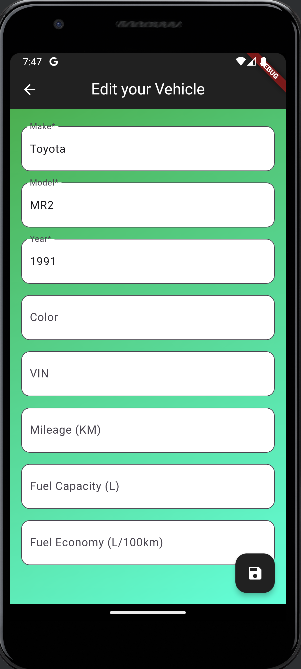 7:47 G
DEBUG
Edit your Vehicle
Make*
Toyota
Model*
MR2
Year*
1991
Color
VIN
Mileage (KM)
Fuel Capacity (L)
Fuel Economy (L/100km)